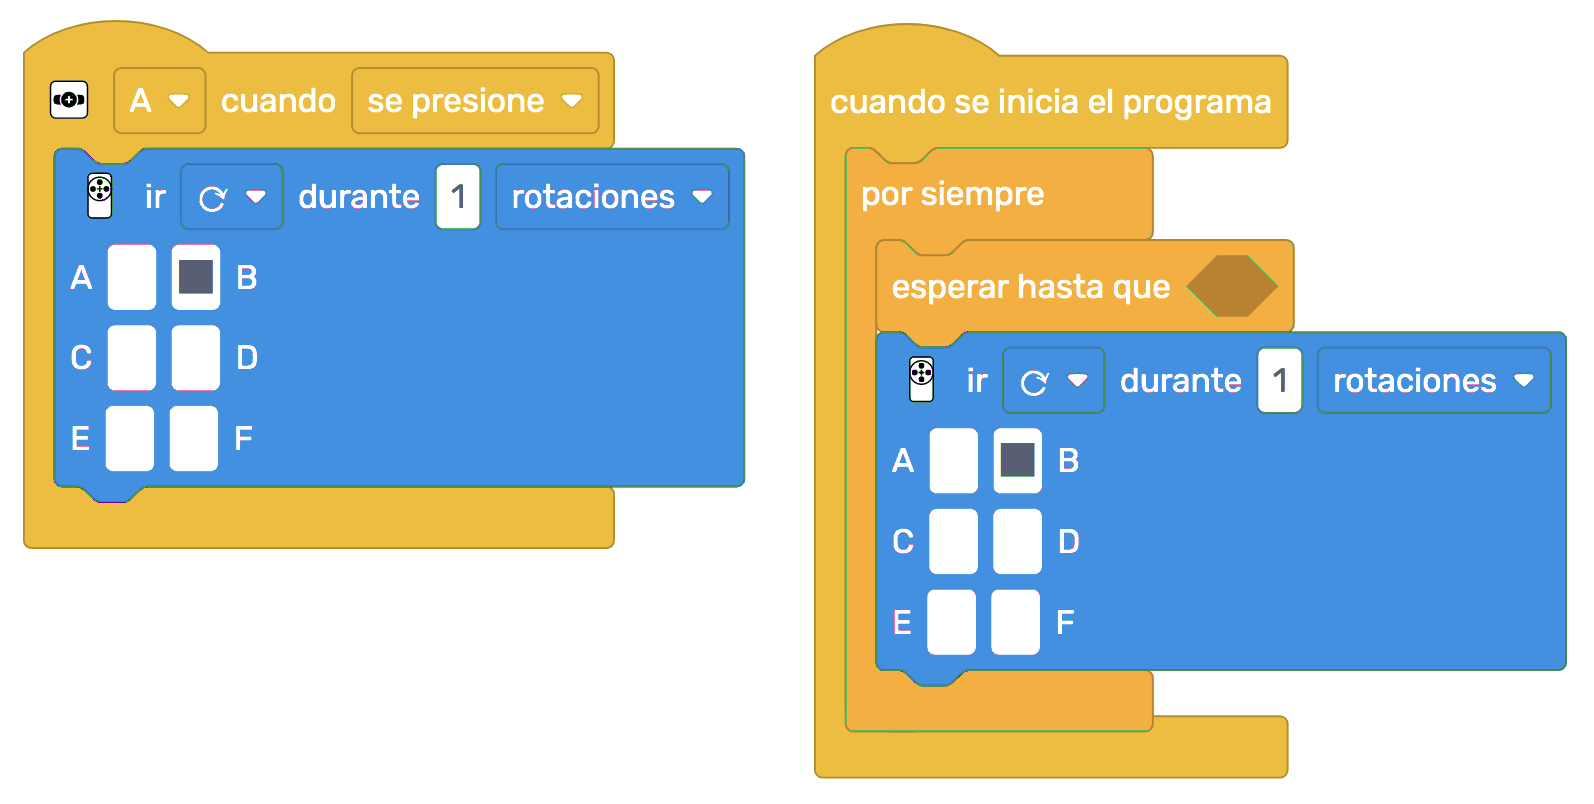 A cuando se presione
ir durante 1 rotaciones
A B
C D
E F
cuando se inicia el programa
por siempre
esperar hasta que
ir durante 1 rotaciones
A B
C D
E F